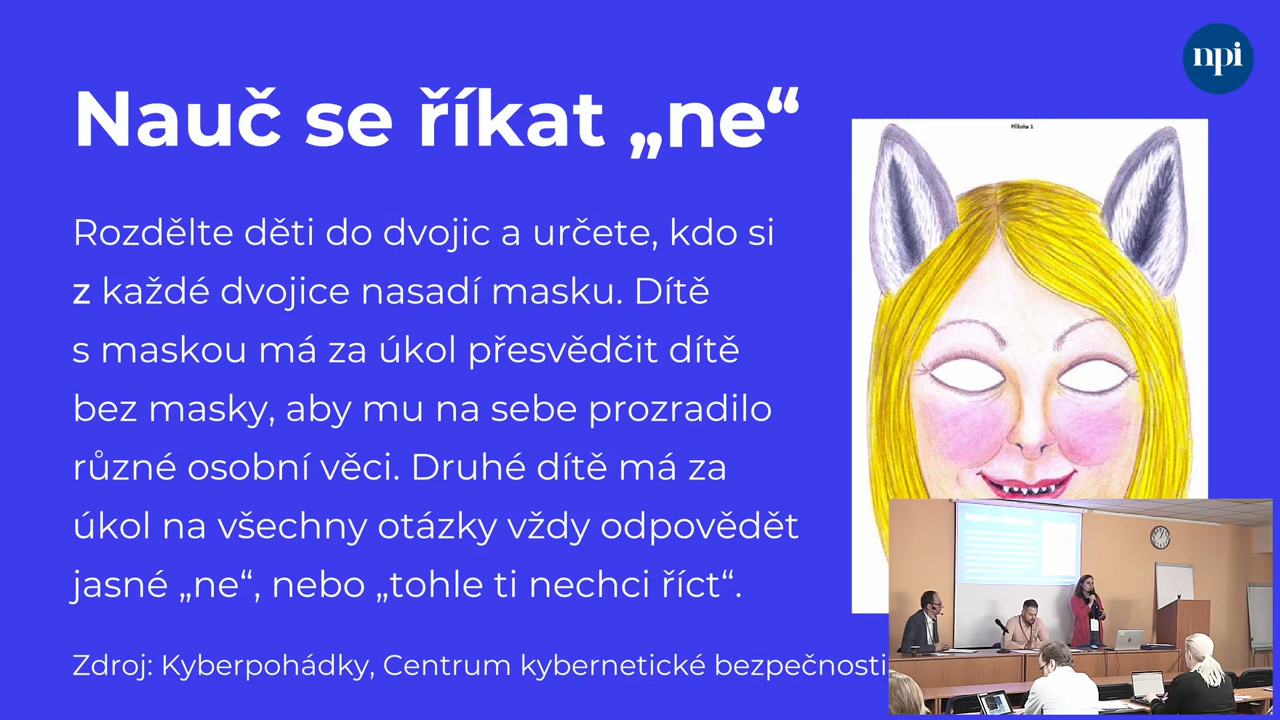 npi
Nauč se říkat „ne“
Příloha 1
Rozdělte děti do dvojic a určete, kdo si
z každé dvojice nasadí masku. Dítě
s maskou má za úkol přesvědčit dítě
bez masky, aby mu na sebe prozradilo
různé osobní věci. Druhé dítě má za
úkol na všechny otázky vždy odpovědět
jasné „ne“, nebo „tohle ti nechci říct“.
Zdroj: Kyberpohádky, Centrum kybernetické bezpečnosti